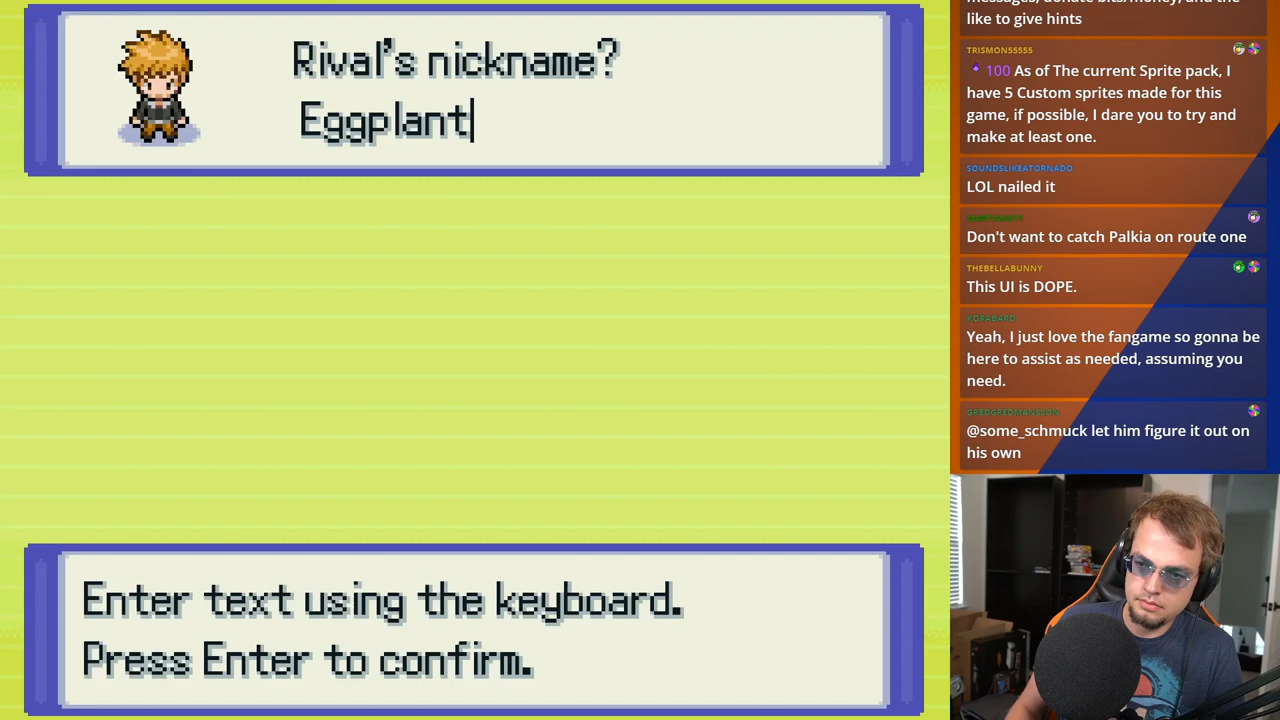 Rival's nickname?
Eggplant
Enter text using the keyboard.
Press Enter to confirm.
messages, donate bits/money, and the
like to give hints
TRISMON55555
100 As of The current Sprite pack, I
have 5 Custom sprites made for this
game, if possible, I dare you to try and
make at least one.
SOUNDSLIKEATORNADO
LOL nailed it
Don't want to catch Palkia on route one
THEBELLABUNNY
This UI is DOPE.
KORABARD
Yeah, I just love the fangame so gonna be
here to assist as needed, assuming you
need.
GREDGREDMANSSON
@some_schmuck let him figure it out on
his own